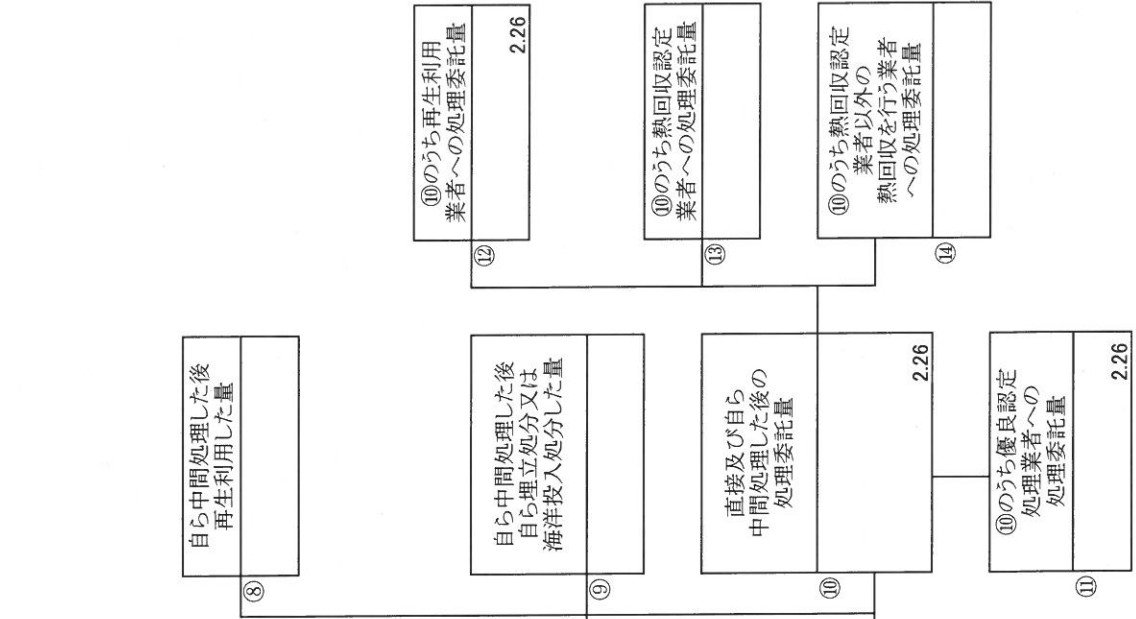 ⑧
自ら中間処理した後
再生利用した量
⑨
自ら中間処理した後
自ら埋立処分又は
海洋投入処分した量
⑩
直接及び自ら
中間処理した後の
処理委託量
2.26
⑪
⑩のうち優良認定
処理業者への
処理委託量
2.26
⑫
⑩のうち再生利用
業者への処理委託量
2.26
⑬
⑩のうち熱回収認定
業者への処理委託量
⑭
⑩のうち熱回収認定
業者以外の
熱回収を行う業者
への処理委託量